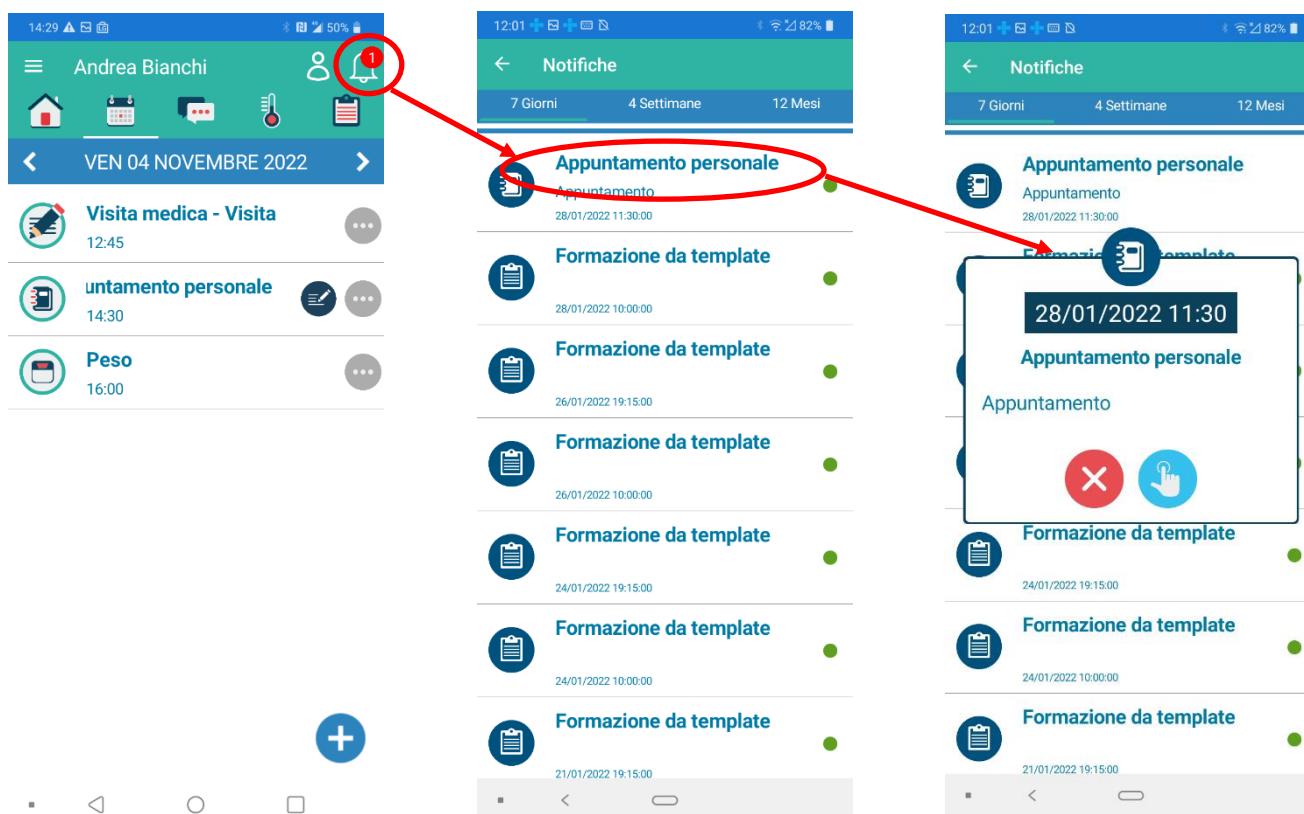 14:29
50%
Andrea Bianchi
1
VEN 04 NOVEMBRE 2022
Visita medica - Visita
12:45
untamento personale
14:30
Peso
16:00
12:01
82%
Notifiche
7 Giorni 4 Settimane 12 Mesi
Appuntamento personale
Appuntamento
28/01/2022 11:30:00
Formazione da template
28/01/2022 10:00:00
Formazione da template
26/01/2022 19:15:00
Formazione da template
26/01/2022 10:00:00
Formazione da template
24/01/2022 19:15:00
Formazione da template
24/01/2022 10:00:00
Formazione da template
21/01/2022 19:15:00
12:01
82%
Notifiche
7 Giorni 4 Settimane 12 Mesi
Appuntamento personale
Appuntamento
28/01/2022 11:30:00
28/01/2022 11:30
Appuntamento personale
Appuntamento
Formazione da template
24/01/2022 19:15:00
Formazione da template
24/01/2022 10:00:00
Formazione da template
21/01/2022 19:15:00